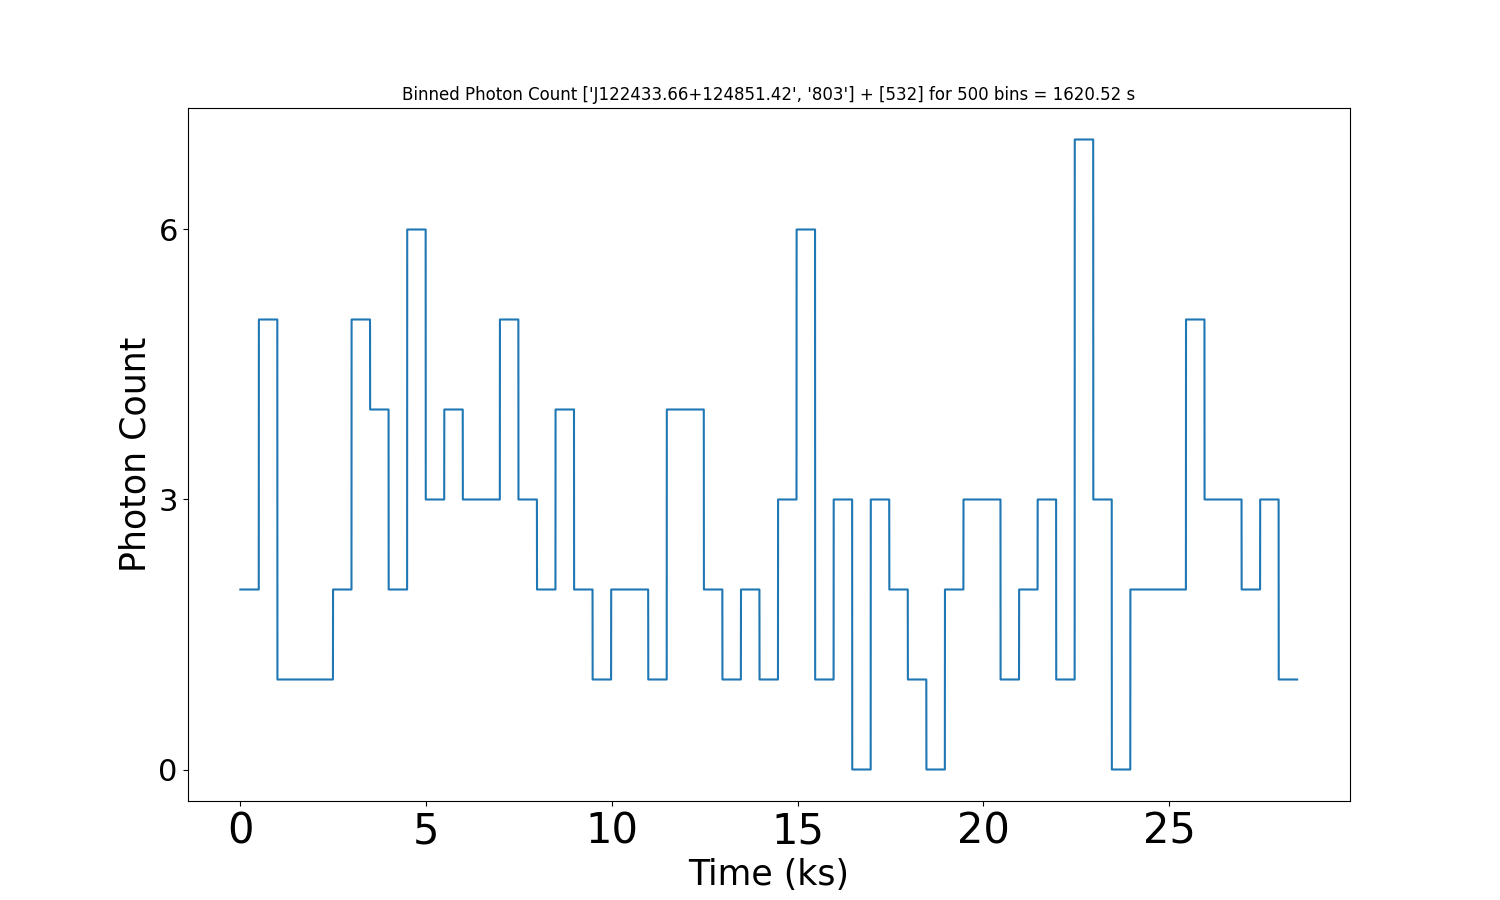 Binned Photon Count ['J122433.66+124851.42', '803'] + [532] for 500 bins = 1620.52 s
6
3
0
Photon Count
0 5 10 15 20 25
Time (ks)